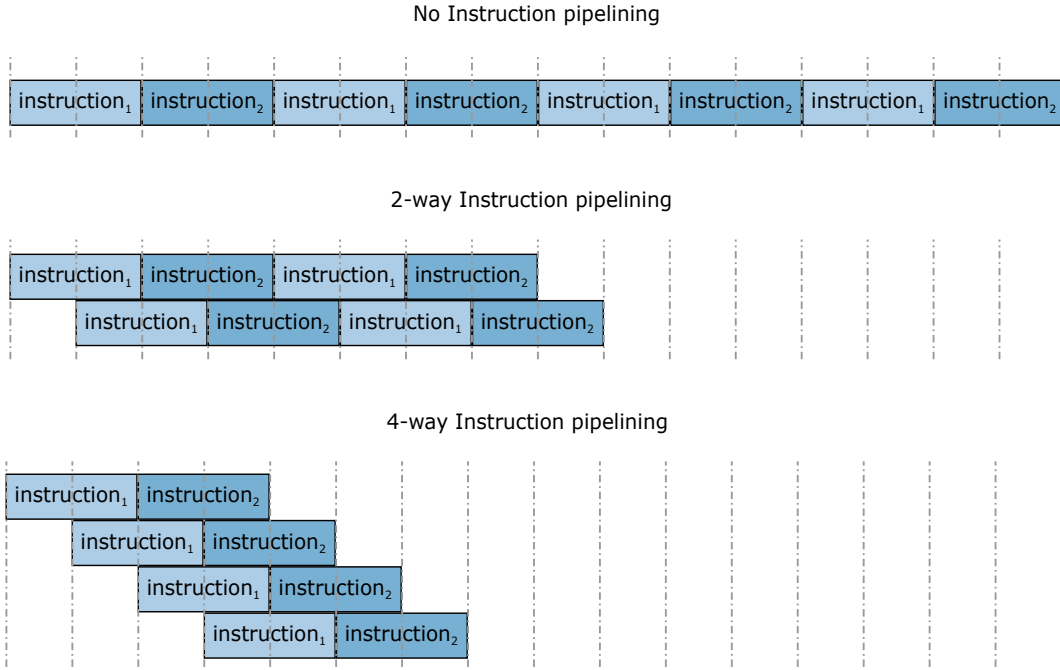 No Instruction pipelining
instruction₁ instruction₂ instruction₁ instruction₂ instruction₁ instruction₂ instruction₁ instruction₂
2-way Instruction pipelining
instruction₁ instruction₂ instruction₁ instruction₂
instruction₁ instruction₂ instruction₁ instruction₂
4-way Instruction pipelining
instruction₁ instruction₂
instruction₁ instruction₂
instruction₁ instruction₂
instruction₁ instruction₂